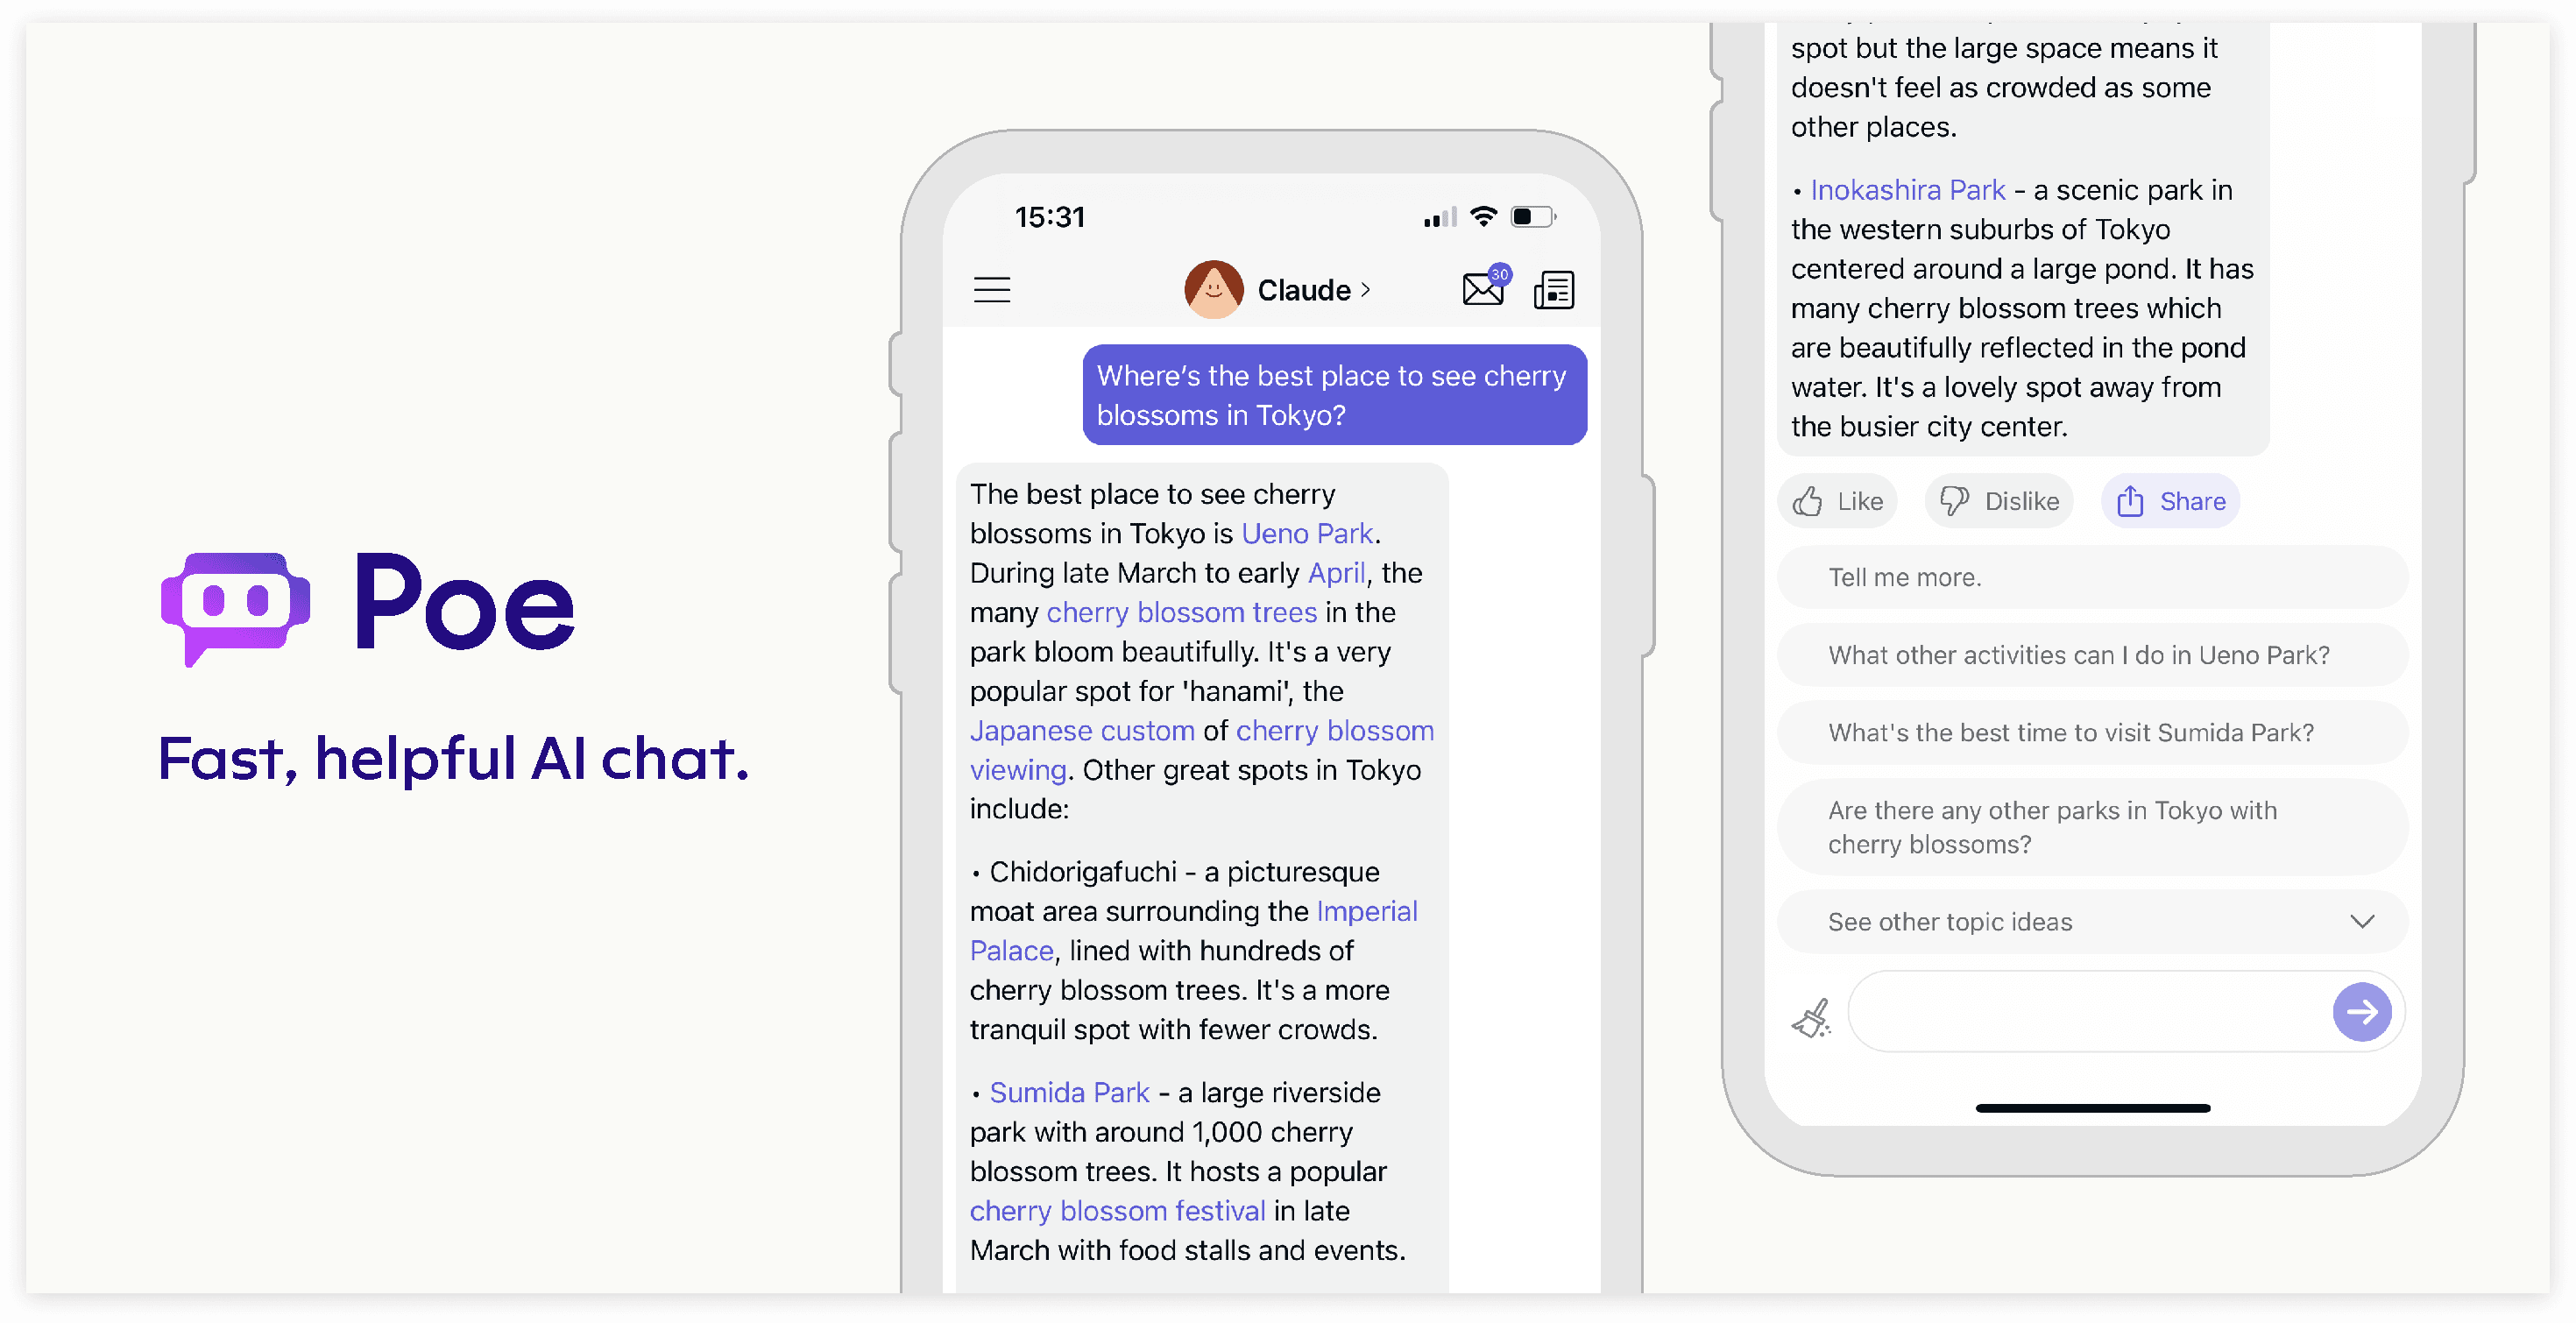 Poe
Fast, helpful AI chat.
15:31
Claude
30
Where's the best place to see cherry
blossoms in Tokyo?
The best place to see cherry
blossoms in Tokyo is Ueno Park.
During late March to early April, the
many cherry blossom trees in the
park bloom beautifully. It's a very
popular spot for 'hanami', the
Japanese custom of cherry blossom
viewing. Other great spots in Tokyo
include:
• Chidorigafuchi - a picturesque
moat area surrounding the Imperial
Palace, lined with hundreds of
cherry blossom trees. It's a more
tranquil spot with fewer crowds.
• Sumida Park - a large riverside
park with around 1,000 cherry
blossom trees. It hosts a popular
cherry blossom festival in late
March with food stalls and events.
spot but the large space means it
doesn't feel as crowded as some
other places.
• Inokashira Park - a scenic park in
the western suburbs of Tokyo
centered around a large pond. It has
many cherry blossom trees which
are beautifully reflected in the pond
water. It's a lovely spot away from
the busier city center.
Like Dislike Share
Tell me more.
What other activities can I do in Ueno Park?
What's the best time to visit Sumida Park?
Are there any other parks in Tokyo with
cherry blossoms?
See other topic ideas